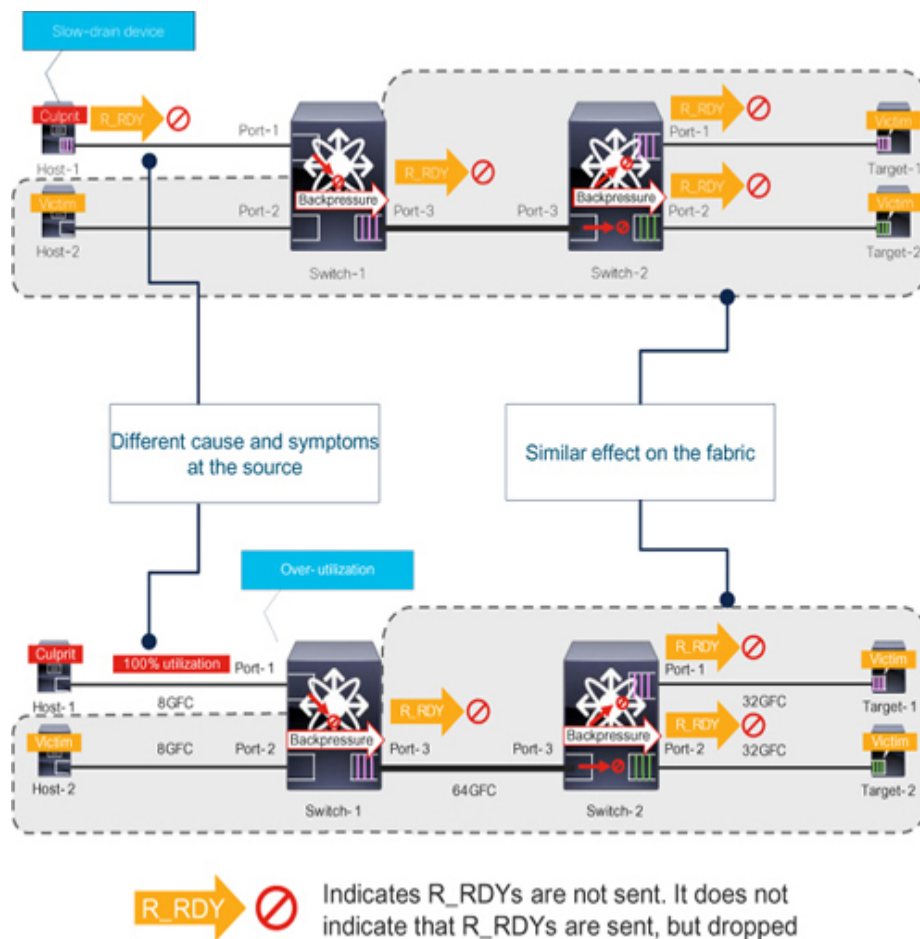 Slow-drain device
Culprit
R_RDY
Port-1
R_RDY
Port-1
Victim
Host-1
R_RDY
Target-1
Victim
Port-2
Backpressure
Port-3
Port-3
Backpressure
R_RDY
Port-2
Victim
Host-2
Switch-1
Switch-2
Target-2
Different cause and symptoms
at the source
Similar effect on the fabric
Over-utilization
Culprit
100% utilization
Port-1
R_RDY
Port-1
Victim
Host-1
8GFC
R_RDY
32GFC
Target-1
Victim
8GFC
Port-2
Backpressure
Port-3
Port-3
Backpressure
R_RDY
Port-2
32GFC
Victim
Host-2
Switch-1
64GFC
Switch-2
Target-2
R_RDY
Indicates R_RDYs are not sent. It does not
indicate that R_RDYs are sent, but dropped